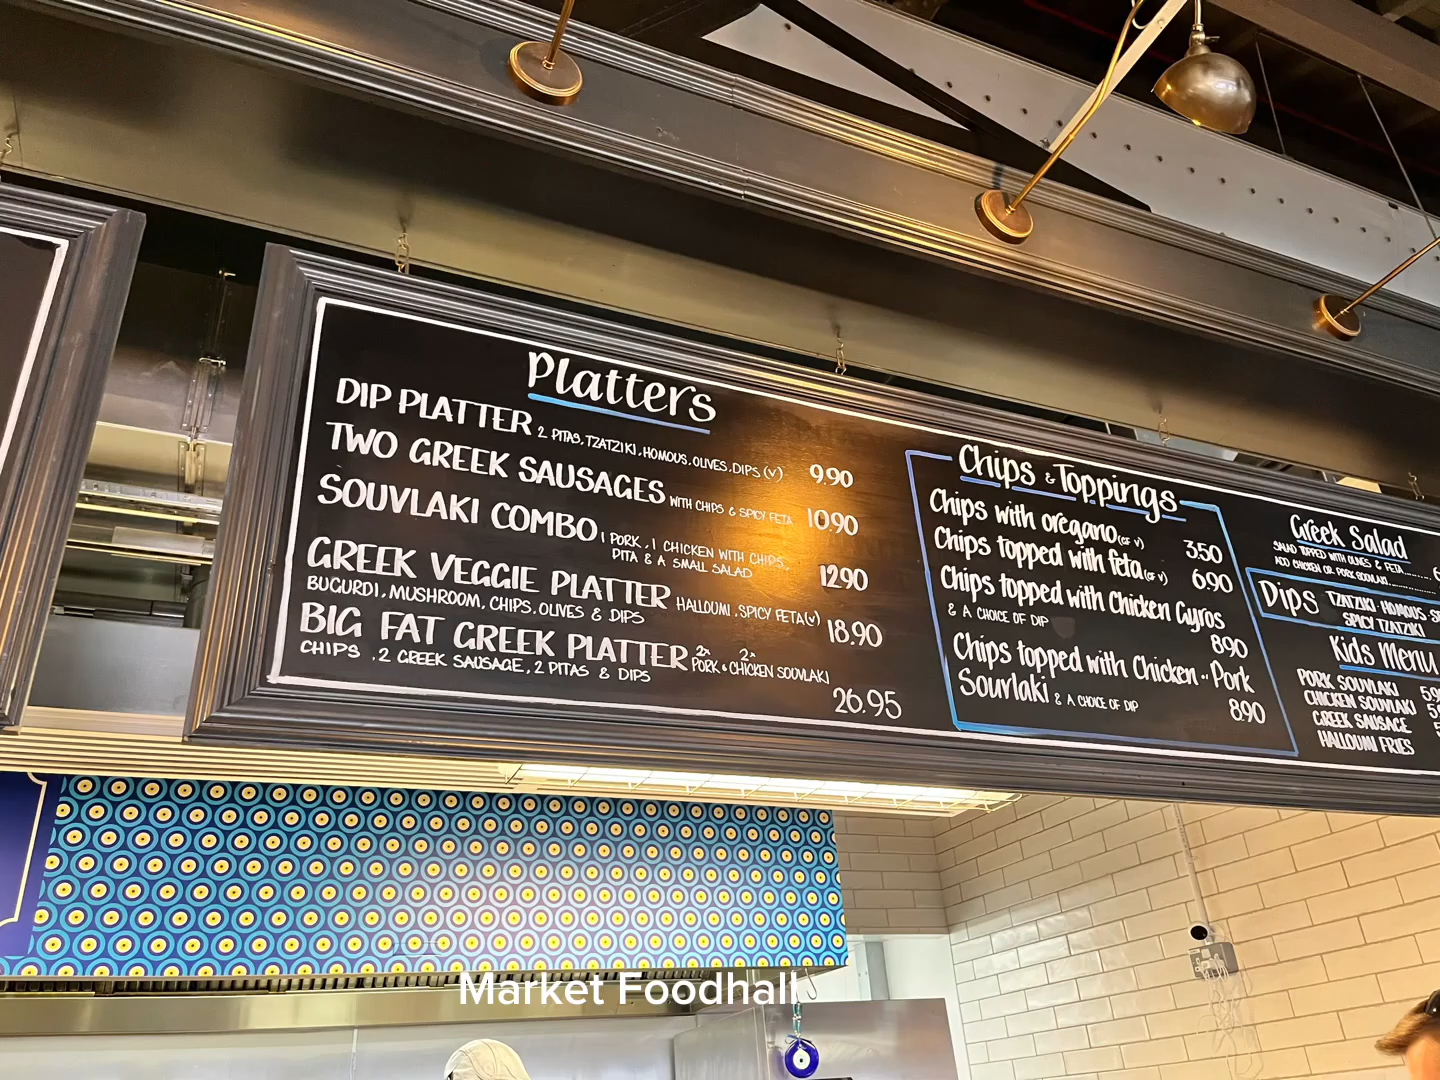 Platters
DIP PLATTER 2 PITAS, TZATZIKI, HOMOUS, OLIVES, DIPS (V) 9.90
TWO GREEK SAUSAGES WITH CHIPS & SPICY FETA 10.90
SOUVLAKI COMBO 1 PORK, 1 CHICKEN WITH CHIPS,
PITA & A SMALL SALAD 12.90
GREEK VEGGIE PLATTER HALLOUMI, SPICY FETA (V)
BUGURDI, MUSHROOM, CHIPS, OLIVES & DIPS 18.90
BIG FAT GREEK PLATTER 2x PORK & 2x CHICKEN SOUVLAKI
CHIPS, 2 GREEK SAUSAGE, 2 PITAS & DIPS
26.95
Chips & Toppings
Chips with oregano (GF V) 3.50
Chips topped with feta (GF V) 6.90
Chips topped with Chicken Gyros
& A CHOICE OF DIP 8.90
Chips topped with Chicken or Pork
Souvlaki & A CHOICE OF DIP 8.90
Greek Salad
SALAD TOPPED WITH OLIVES & FETA
ADD CHICKEN OR PORK SOUVLAKI
Dips TZATZIKI HOMOUS
SPICY TZATZIKI
Kids Menu
PORK SOUVLAKI
CHICKEN SOUVLAKI
GREEK SAUSAGE
HALLOUMI FRIES
Market Foodhall